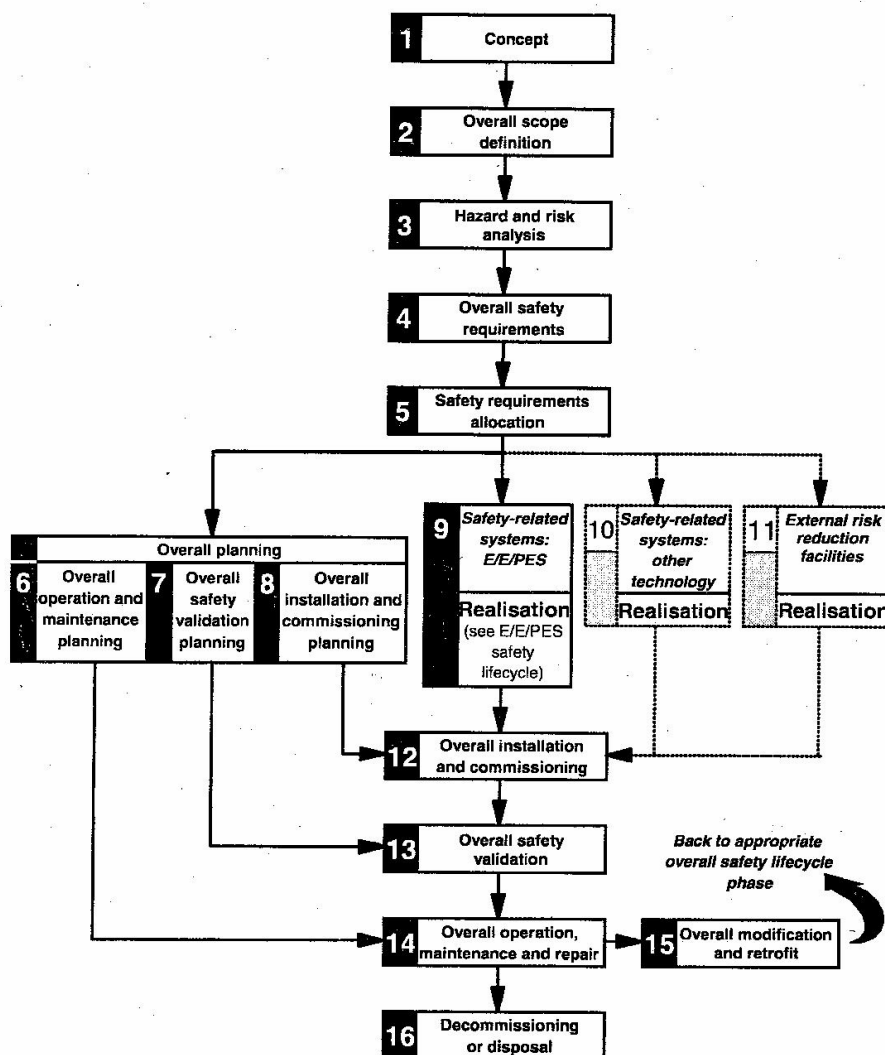 1
Concept
2
Overall scope
definition
3
Hazard and risk
analysis
4
Overall safety
requirements
5
Safety requirements
allocation
Overall planning
6
Overall
operation and
maintenance
planning
7
Overall
safety
validation
planning
8
Overall
installation and
commissioning
planning
9
Safety-related
systems:
E/E/PES
Realisation
(see E/E/PES
safety
lifecycle)
10
Safety-related
systems:
other
technology
Realisation
11
External risk
reduction
facilities
Realisation
12
Overall installation
and commissioning
13
Overall safety
validation
Back to appropriate
overall safety lifecycle
phase
14
Overall operation,
maintenance and repair
15
Overall modification
and retrofit
16
Decommissioning
or disposal